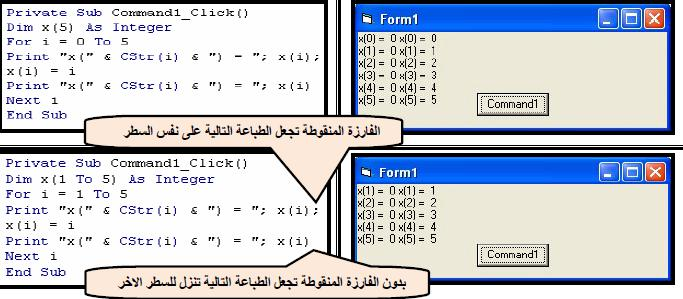 Private Sub Command1_Click()
Dim x(5) As Integer
For i = 0 To 5
Print "x(" & CStr(i) & ") = "; x(i);
x(i) = i
Print "x(" & CStr(i) & ") = "; x(i)
Next i
End Sub
Form1
x(0) = 0 x(0) = 0
x(1) = 0 x(1) = 1
x(2) = 0 x(2) = 2
x(3) = 0 x(3) = 3
x(4) = 0 x(4) = 4
x(5) = 0 x(5) = 5
Command1
الفارزة المنقوطة تجعل الطباعة التالية على نفس السطر
Private Sub Command1_Click()
Dim x(1 To 5) As Integer
For i = 1 To 5
Print "x(" & CStr(i) & ") = "; x(i);
x(i) = i
Print "x(" & CStr(i) & ") = "; x(i)
Next i
End Sub
Form1
x(1) = 0 x(1) = 1
x(2) = 0 x(2) = 2
x(3) = 0 x(3) = 3
x(4) = 0 x(4) = 4
x(5) = 0 x(5) = 5
Command1
بدون الفارزة المنقوطة تجعل الطباعة التالية تنزل للسطر الاخر